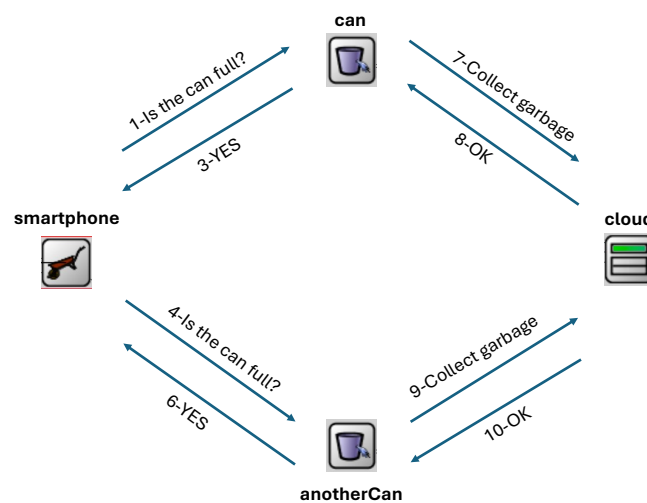 can
1-Is the can full?
3-YES
7-Collect garbage
8-OK
smartphone
cloud
4-Is the can full?
6-YES
9-Collect garbage
10-OK
anotherCan